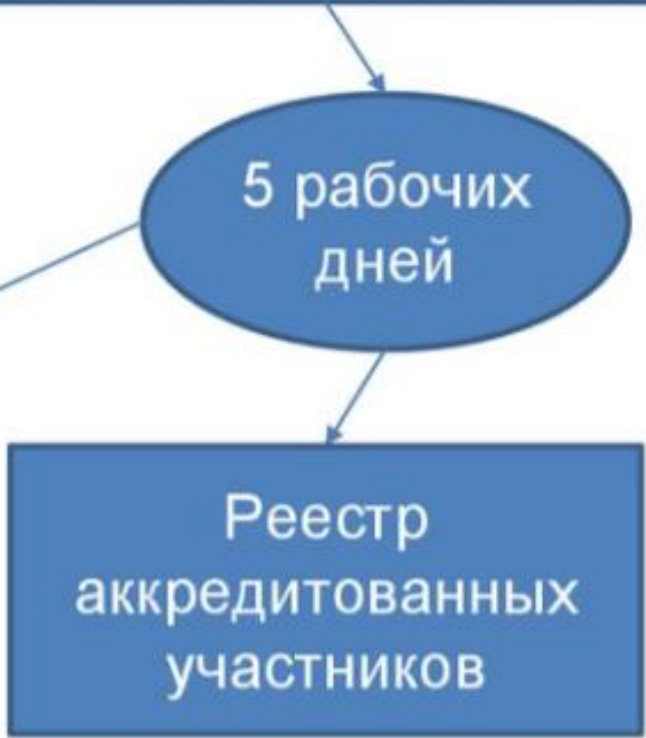 5 рабочих
дней
Реестр
аккредитованных
участников